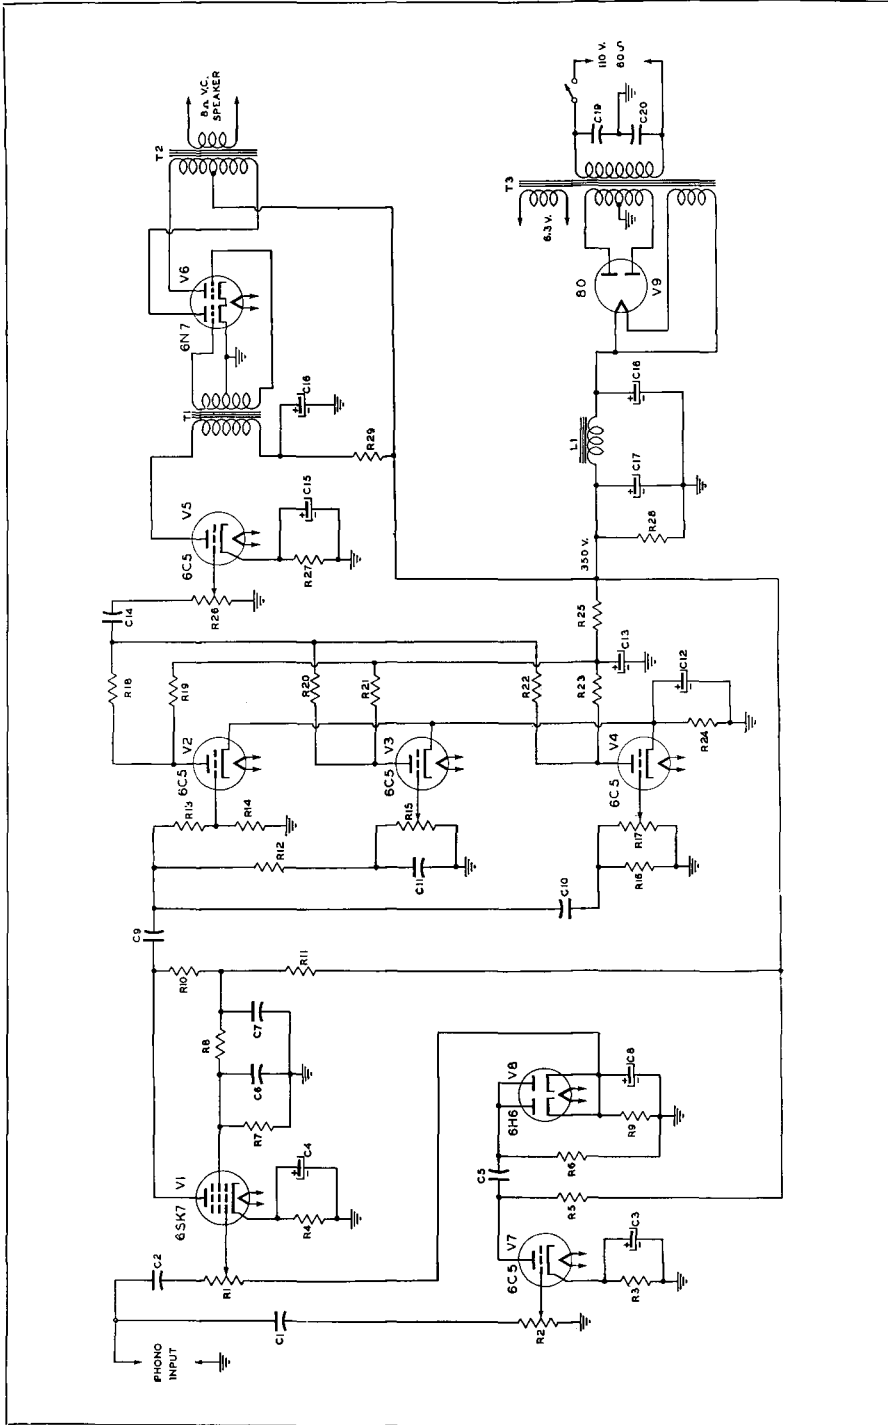 PHONO
INPUT
C1
C2
R1
R2
6SK7
V1
R4
C4
R7
C6
R8
C7
R10
R11
C9
6C5
V7
R3
C3
R5
C5
R6
6H6
V8
R9
C8
C10
R12
C11
R13
R14
R15
R16
R17
6C5
V2
6C5
V3
6C5
V4
R24
C12
R18
R19
R20
R21
R22
R23
C13
R25
C14
R26
6C5
V5
R27
C15
T1
C16
R29
6N7
V6
T2
8Ω V.C.
SPEAKER
350 V.
R28
C17
L1
C18
80
V9
6.3 V.
T3
C19
C20
110 V.
60∿